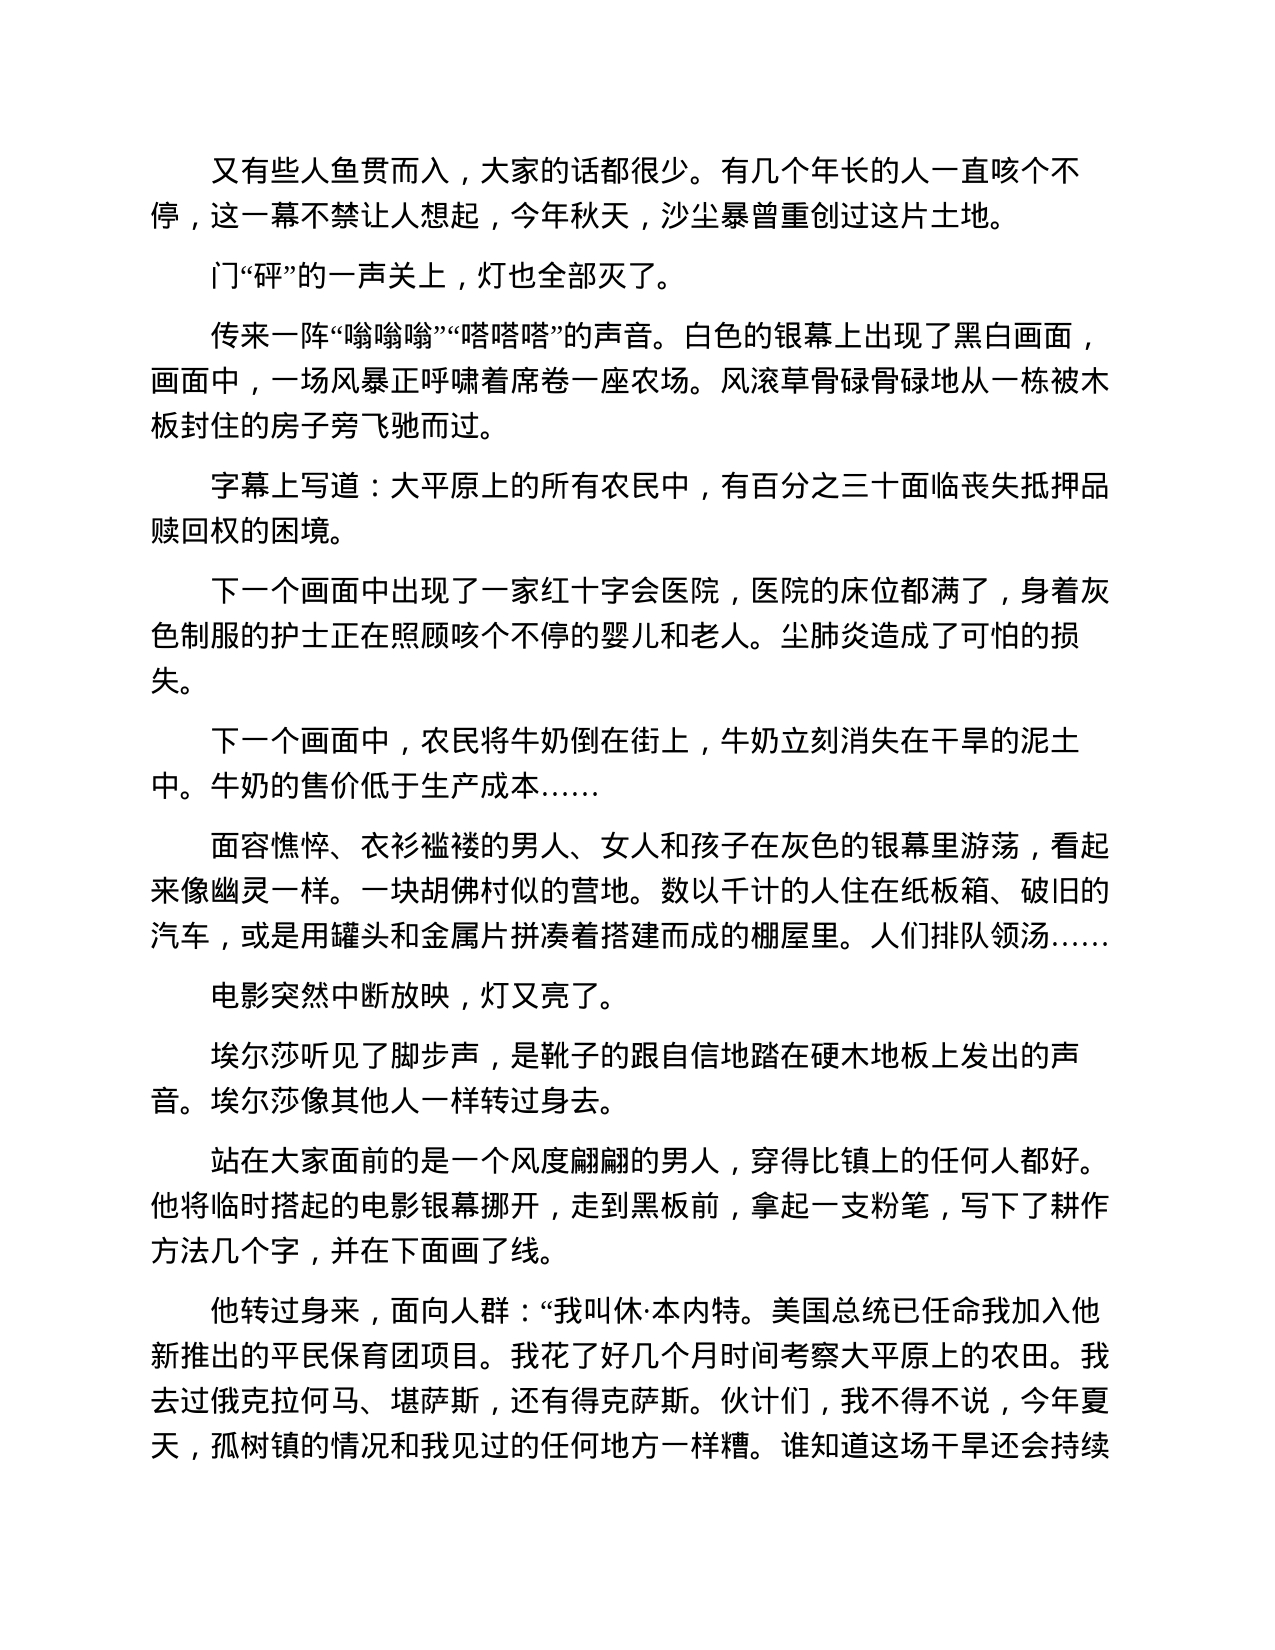 又有些人鱼贯而入，大家的话都很少。有几个年长的人一直咳个不
停，这一幕不禁让人想起，今年秋天，沙尘暴曾重创过这片土地。
门“砰”的一声关上，灯也全部灭了。
传来一阵“嗡嗡嗡”“嗒嗒嗒”的声音。白色的银幕上出现了黑白画面，
画面中，一场风暴正呼啸着席卷一座农场。风滚草骨碌骨碌地从一栋被木
板封住的房子旁飞驰而过。
字幕上写道：大平原上的所有农民中，有百分之三十面临丧失抵押品
赎回权的困境。
下一个画面中出现了一家红十字会医院，医院的床位都满了，身着灰
色制服的护士正在照顾咳个不停的婴儿和老人。尘肺炎造成了可怕的损
失。
下一个画面中，农民将牛奶倒在街上，牛奶立刻消失在干旱的泥土
中。牛奶的售价低于生产成本……
面容憔悴、衣衫褴褛的男人、女人和孩子在灰色的银幕里游荡，看起
来像幽灵一样。一块胡佛村似的营地。数以千计的人住在纸板箱、破旧的
汽车，或是用罐头和金属片拼凑着搭建而成的棚屋里。人们排队领汤……
电影突然中断放映，灯又亮了。
埃尔莎听见了脚步声，是靴子的跟自信地踏在硬木地板上发出的声
音。埃尔莎像其他人一样转过身去。
站在大家面前的是一个风度翩翩的男人，穿得比镇上的任何人都好。
他将临时搭起的电影银幕挪开，走到黑板前，拿起一支粉笔，写下了耕作
方法几个字，并在下面画了线。
他转过身来，面向人群：“我叫休·本内特。美国总统已任命我加入他
新推出的平民保育团项目。我花了好几个月时间考察大平原上的农田。我
去过俄克拉何马、堪萨斯，还有得克萨斯。伙计们，我不得不说，今年夏
天，孤树镇的情况和我见过的任何地方一样糟。谁知道这场干旱还会持续